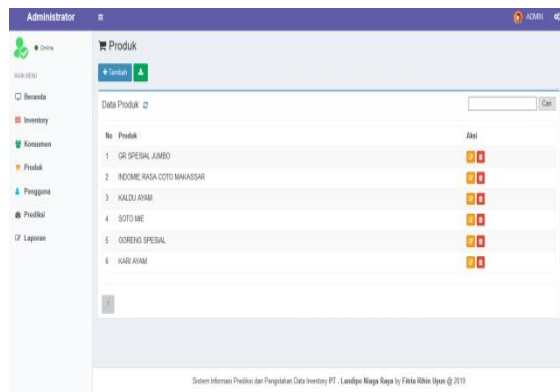 Administrator
ADMIN
Online
MAIN MENU
Beranda
Inventory
Konsumen
Produk
Pengguna
Prediksi
Laporan
Produk
+Tambah
Data Produk
Cari
No Produk Aksi
1 GR SPESIAL JUMBO
2 INDOMIE RASA COTO MAKASSAR
3 KALDU AYAM
4 SOTO MIE
5 GORENG SPESIAL
6 KARI AYAM
1
Sistem Informasi Prediksi dan Pengolahan Data Inventory PT . Landipo Niaga Raya by Fitria Rihin Uyun @ 2019